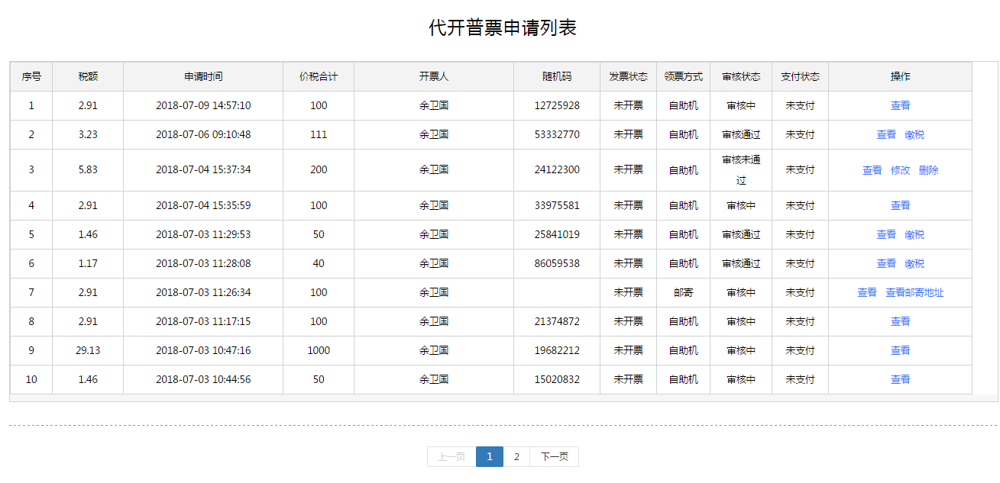 代开普票申请列表
序号 税额 申请时间 价税合计 开票人 随机码 发票状态 领票方式 审核状态 支付状态 操作
1 2.91 2018-07-09 14:57:10 100 余卫国 12725928 未开票 自助机 审核中 未支付 查看
2 3.23 2018-07-06 09:10:48 111 余卫国 53332770 未开票 自助机 审核通过 未支付 查看 缴税
3 5.83 2018-07-04 15:37:34 200 余卫国 24122300 未开票 自助机 审核未通过 未支付 查看 修改 删除
4 2.91 2018-07-04 15:35:59 100 余卫国 33975581 未开票 自助机 审核中 未支付 查看
5 1.46 2018-07-03 11:29:53 50 余卫国 25841019 未开票 自助机 审核通过 未支付 查看 缴税
6 1.17 2018-07-03 11:28:08 40 余卫国 86059538 未开票 自助机 审核通过 未支付 查看 缴税
7 2.91 2018-07-03 11:26:34 100 余卫国 未开票 邮寄 审核中 未支付 查看 查看邮寄地址
8 2.91 2018-07-03 11:17:15 100 余卫国 21374872 未开票 自助机 审核中 未支付 查看
9 29.13 2018-07-03 10:47:16 1000 余卫国 19682212 未开票 自助机 审核中 未支付 查看
10 1.46 2018-07-03 10:44:56 50 余卫国 15020832 未开票 自助机 审核中 未支付 查看
上一页 1 2 下一页